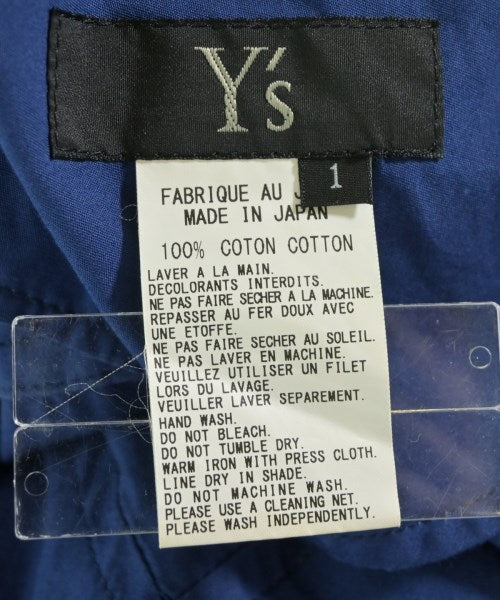 Y's
1
FABRIQUE AU J
MADE IN JAPAN
100% COTON COTTON
LAVER A LA MAIN.
DECOLORANTS INTERDITS.
NE PAS FAIRE SECHER A LA MACHINE.
REPASSER AU FER DOUX AVEC
UNE ETOFFE.
NE PAS FAIRE SECHER AU SOLEIL.
NE PAS LAVER EN MACHINE.
VEUILLEZ UTILISER UN FILET
LORS DU LAVAGE.
VEUILLER LAVER SEPAREMENT.
HAND WASH.
DO NOT BLEACH.
DO NOT TUMBLE DRY.
WARM IRON WITH PRESS CLOTH.
LINE DRY IN SHADE.
DO NOT MACHINE WASH.
PLEASE USE A CLEANING NET.
PLEASE WASH INDEPENDENTLY.